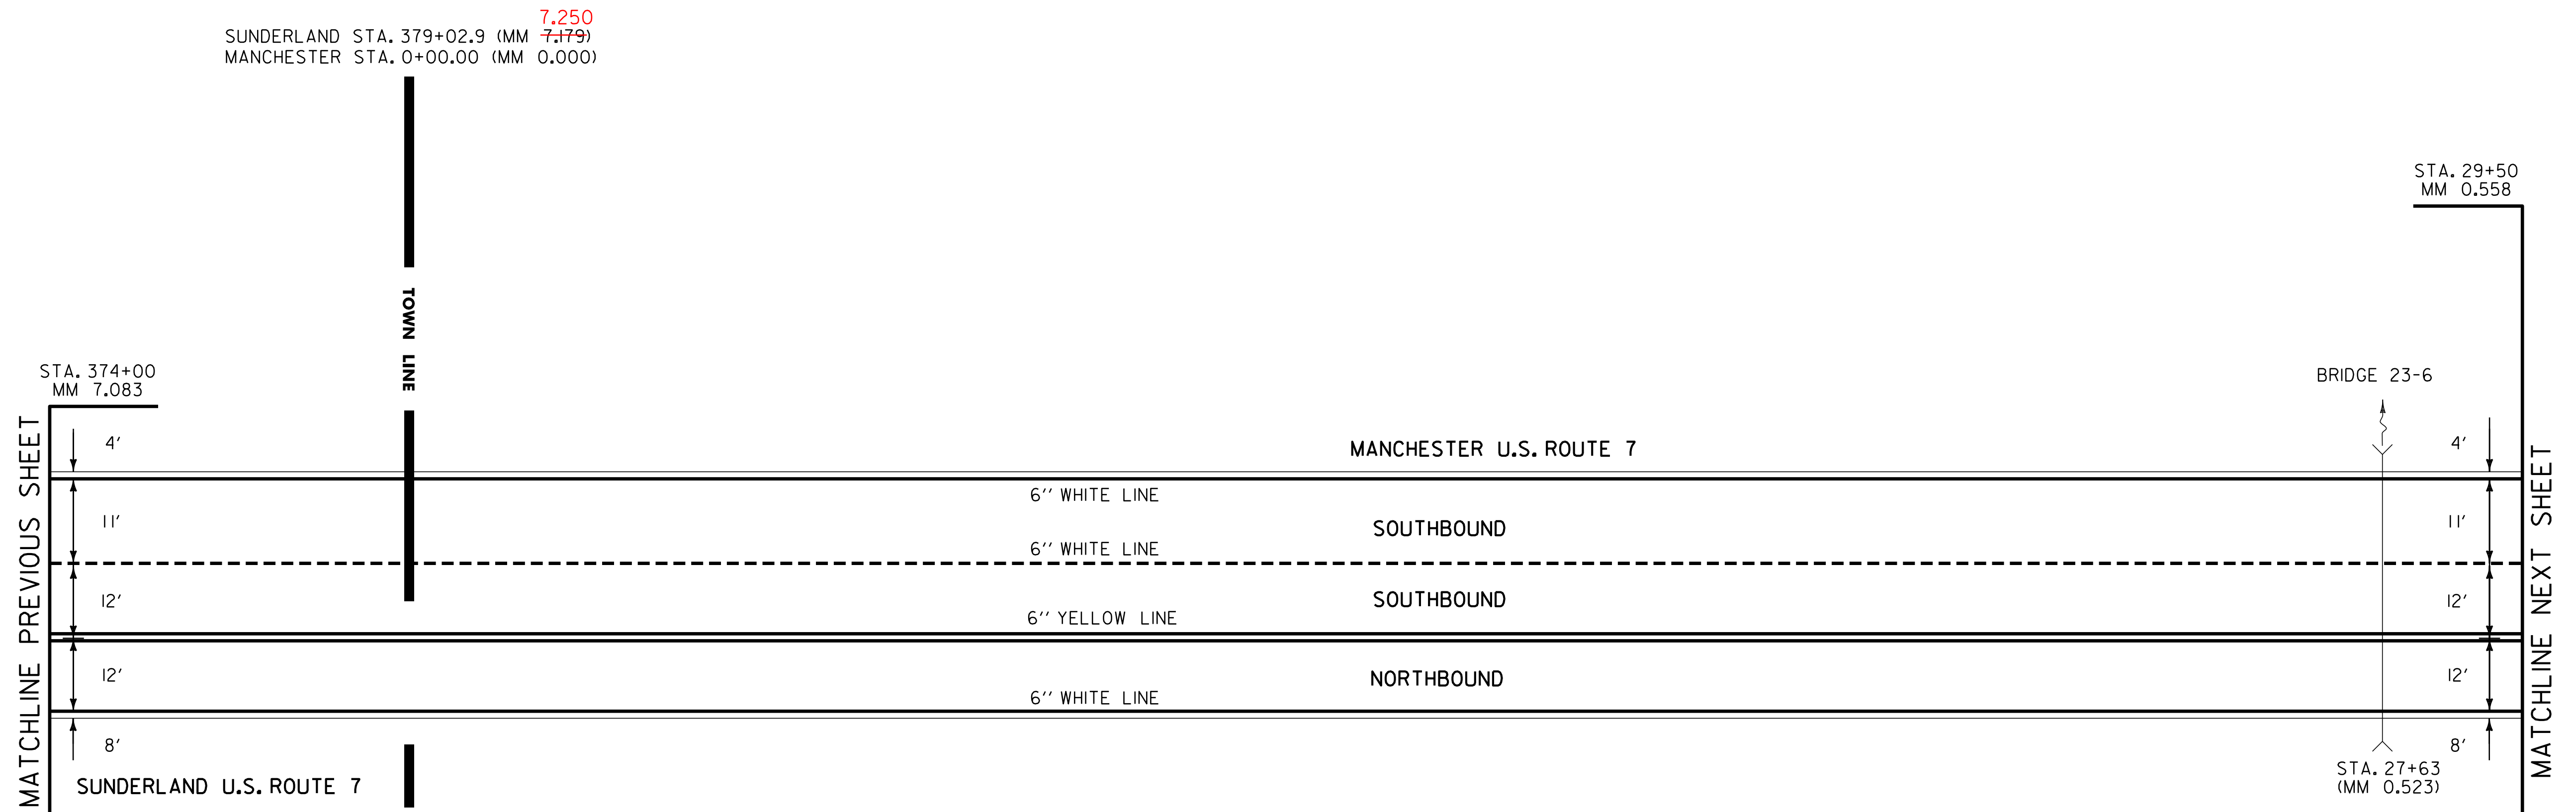 7.250
SUNDERLAND STA. 379+02.9 (MM 7.179)
MANCHESTER STA. 0+00.00 (MM 0.000)
TOWN LINE
STA. 29+50
MM 0.558
STA. 374+00
MM 7.083
BRIDGE 23-6
MATCHLINE PREVIOUS SHEET
4'
MANCHESTER U.S. ROUTE 7
4'
6'' WHITE LINE
11'
SOUTHBOUND
11'
6'' WHITE LINE
12'
SOUTHBOUND
12'
6'' YELLOW LINE
12'
NORTHBOUND
12'
6'' WHITE LINE
8'
8'
MATCHLINE NEXT SHEET
STA. 27+63
(MM 0.523)
SUNDERLAND U.S. ROUTE 7